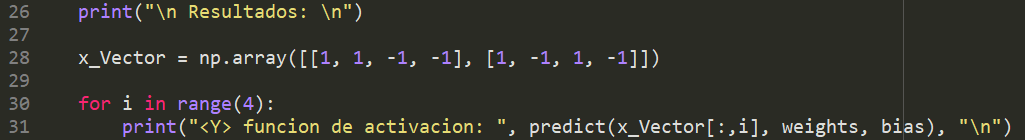 26 print("\n Resultados: \n")
27
28 x_Vector = np.array([[1, 1, -1, -1], [1, -1, 1, -1]])
29
30 for i in range(4):
31 print("<Y> funcion de activacion: ", predict(x_Vector[:,i], weights, bias), "\n")